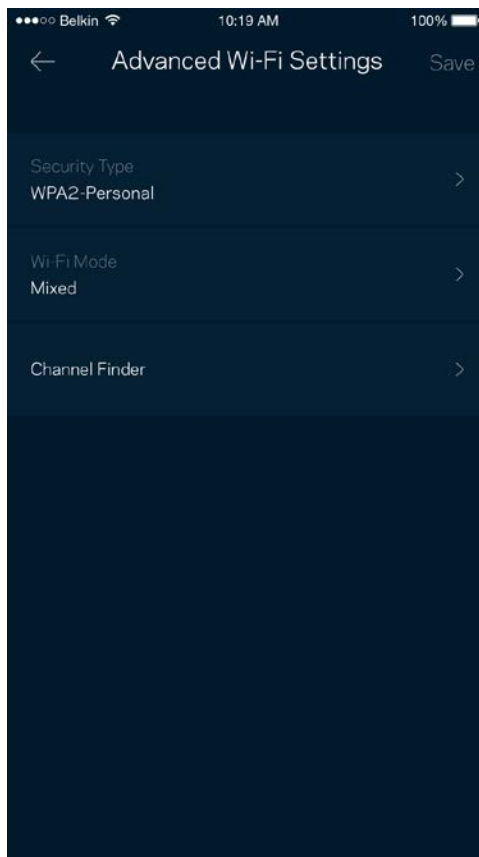 Belkin 10:19 AM 100%
Advanced Wi-Fi Settings Save
Security Type
WPA2-Personal
Wi-Fi Mode
Mixed
Channel Finder